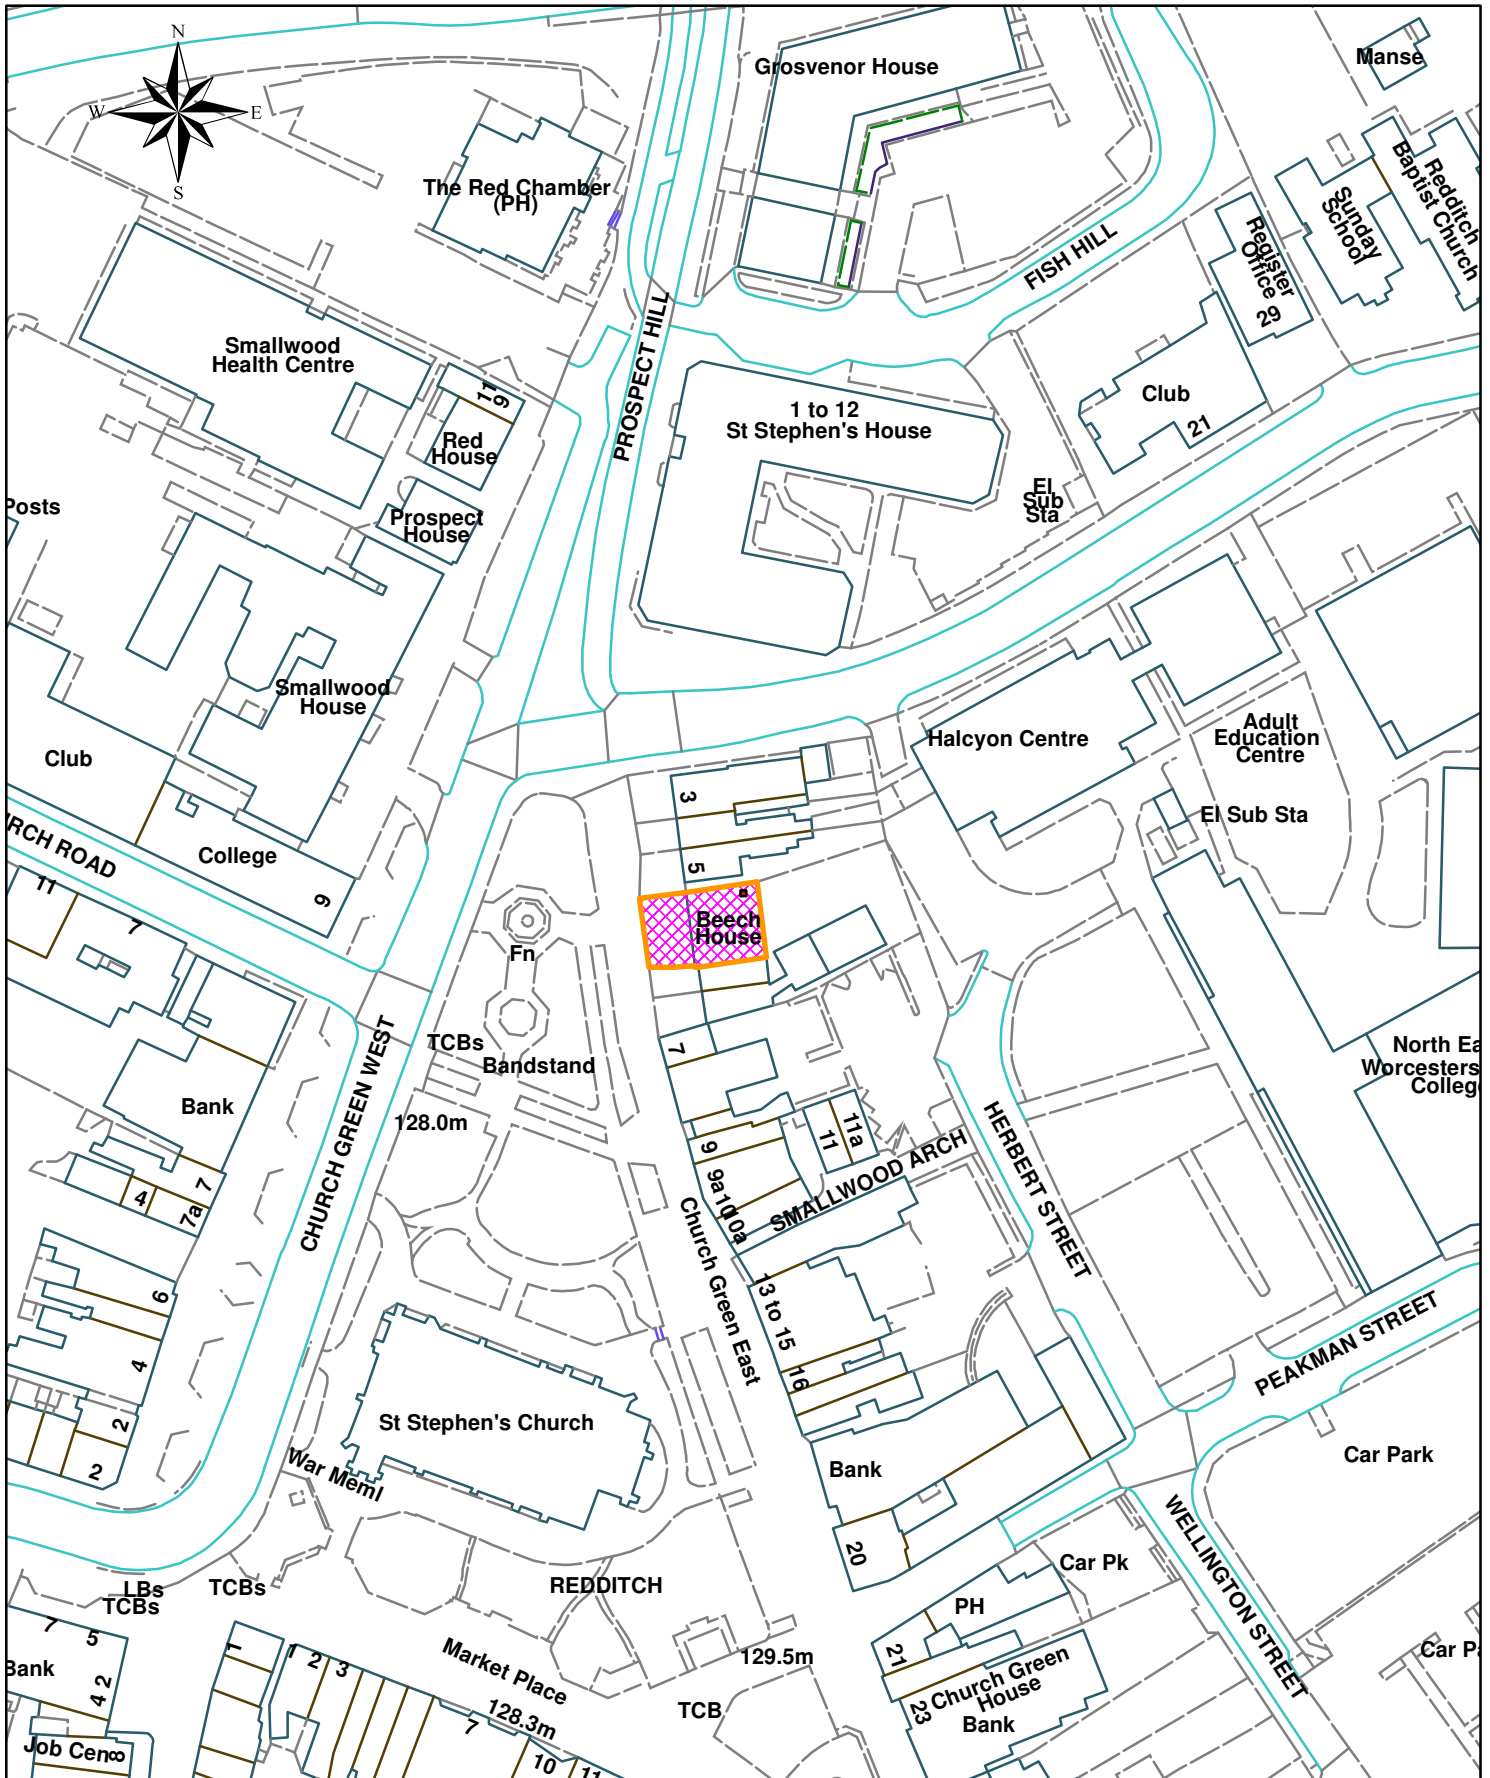 N
W
E
S
Grosvenor House
Manse
The Red Chamber
(PH)
Redditch
Baptist Church
Sunday
School
Register
Office
29
FISH HILL
PROSPECT HILL
Smallwood
Health Centre
11
9
Red
House
Club
21
1 to 12
St Stephen's House
El
Sub
Sta
Posts
Prospect
House
Smallwood
House
Club
Halcyon Centre
Adult
Education
Centre
El Sub Sta
3
5
RCH ROAD
College
9
11
7
Beech
House
Fn
TCBs
Bandstand
7
CHURCH GREEN WEST
Bank
128.0m
North Ea
Worcesters
College
HERBERT STREET
11
11a
9
9a
10
10a
SMALLWOOD ARCH
7
4
7a
Church Green East
6
4
13 to 15
16
PEAKMAN STREET
St Stephen's Church
2
2
War Meml
Bank
Car Park
20
WELLINGTON STREET
Car Pk
LBs
TCBs
TCBs
REDDITCH
PH
7
5
1
1
2
3
Market Place
129.5m
21
Church Green
House
Car Pa
Bank
4 2
128.3m
TCB
23
Bank
7
Job Cen
8
10
11